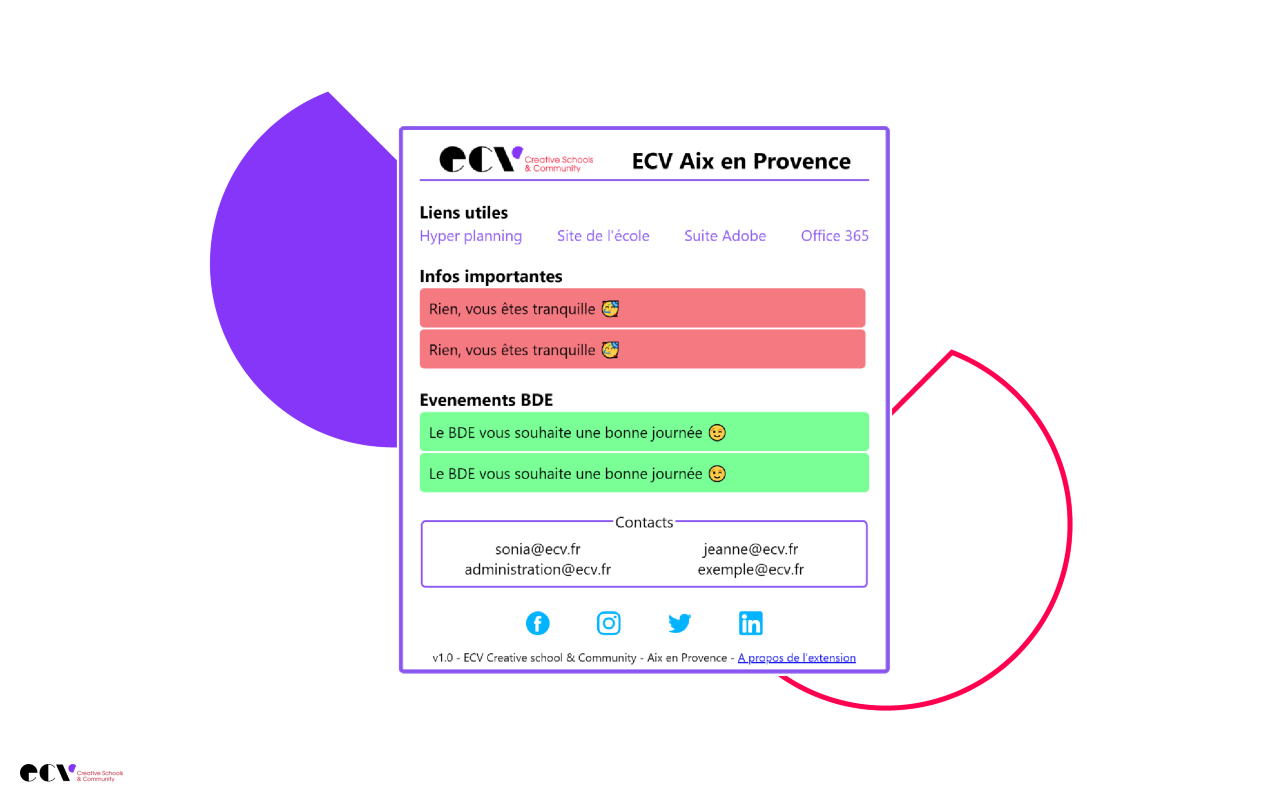 ecv Creative Schools & Community
ECV Aix en Provence
Liens utiles
Hyper planning Site de l'école Suite Adobe Office 365
Infos importantes
Rien, vous êtes tranquille 🥳
Rien, vous êtes tranquille 🥳
Evenements BDE
Le BDE vous souhaite une bonne journée 😉
Le BDE vous souhaite une bonne journée 😉
Contacts
sonia@ecv.fr jeanne@ecv.fr
administration@ecv.fr exemple@ecv.fr
v1.0 - ECV Creative school & Community - Aix en Provence - A propos de l'extension
ecv Creative Schools & Community